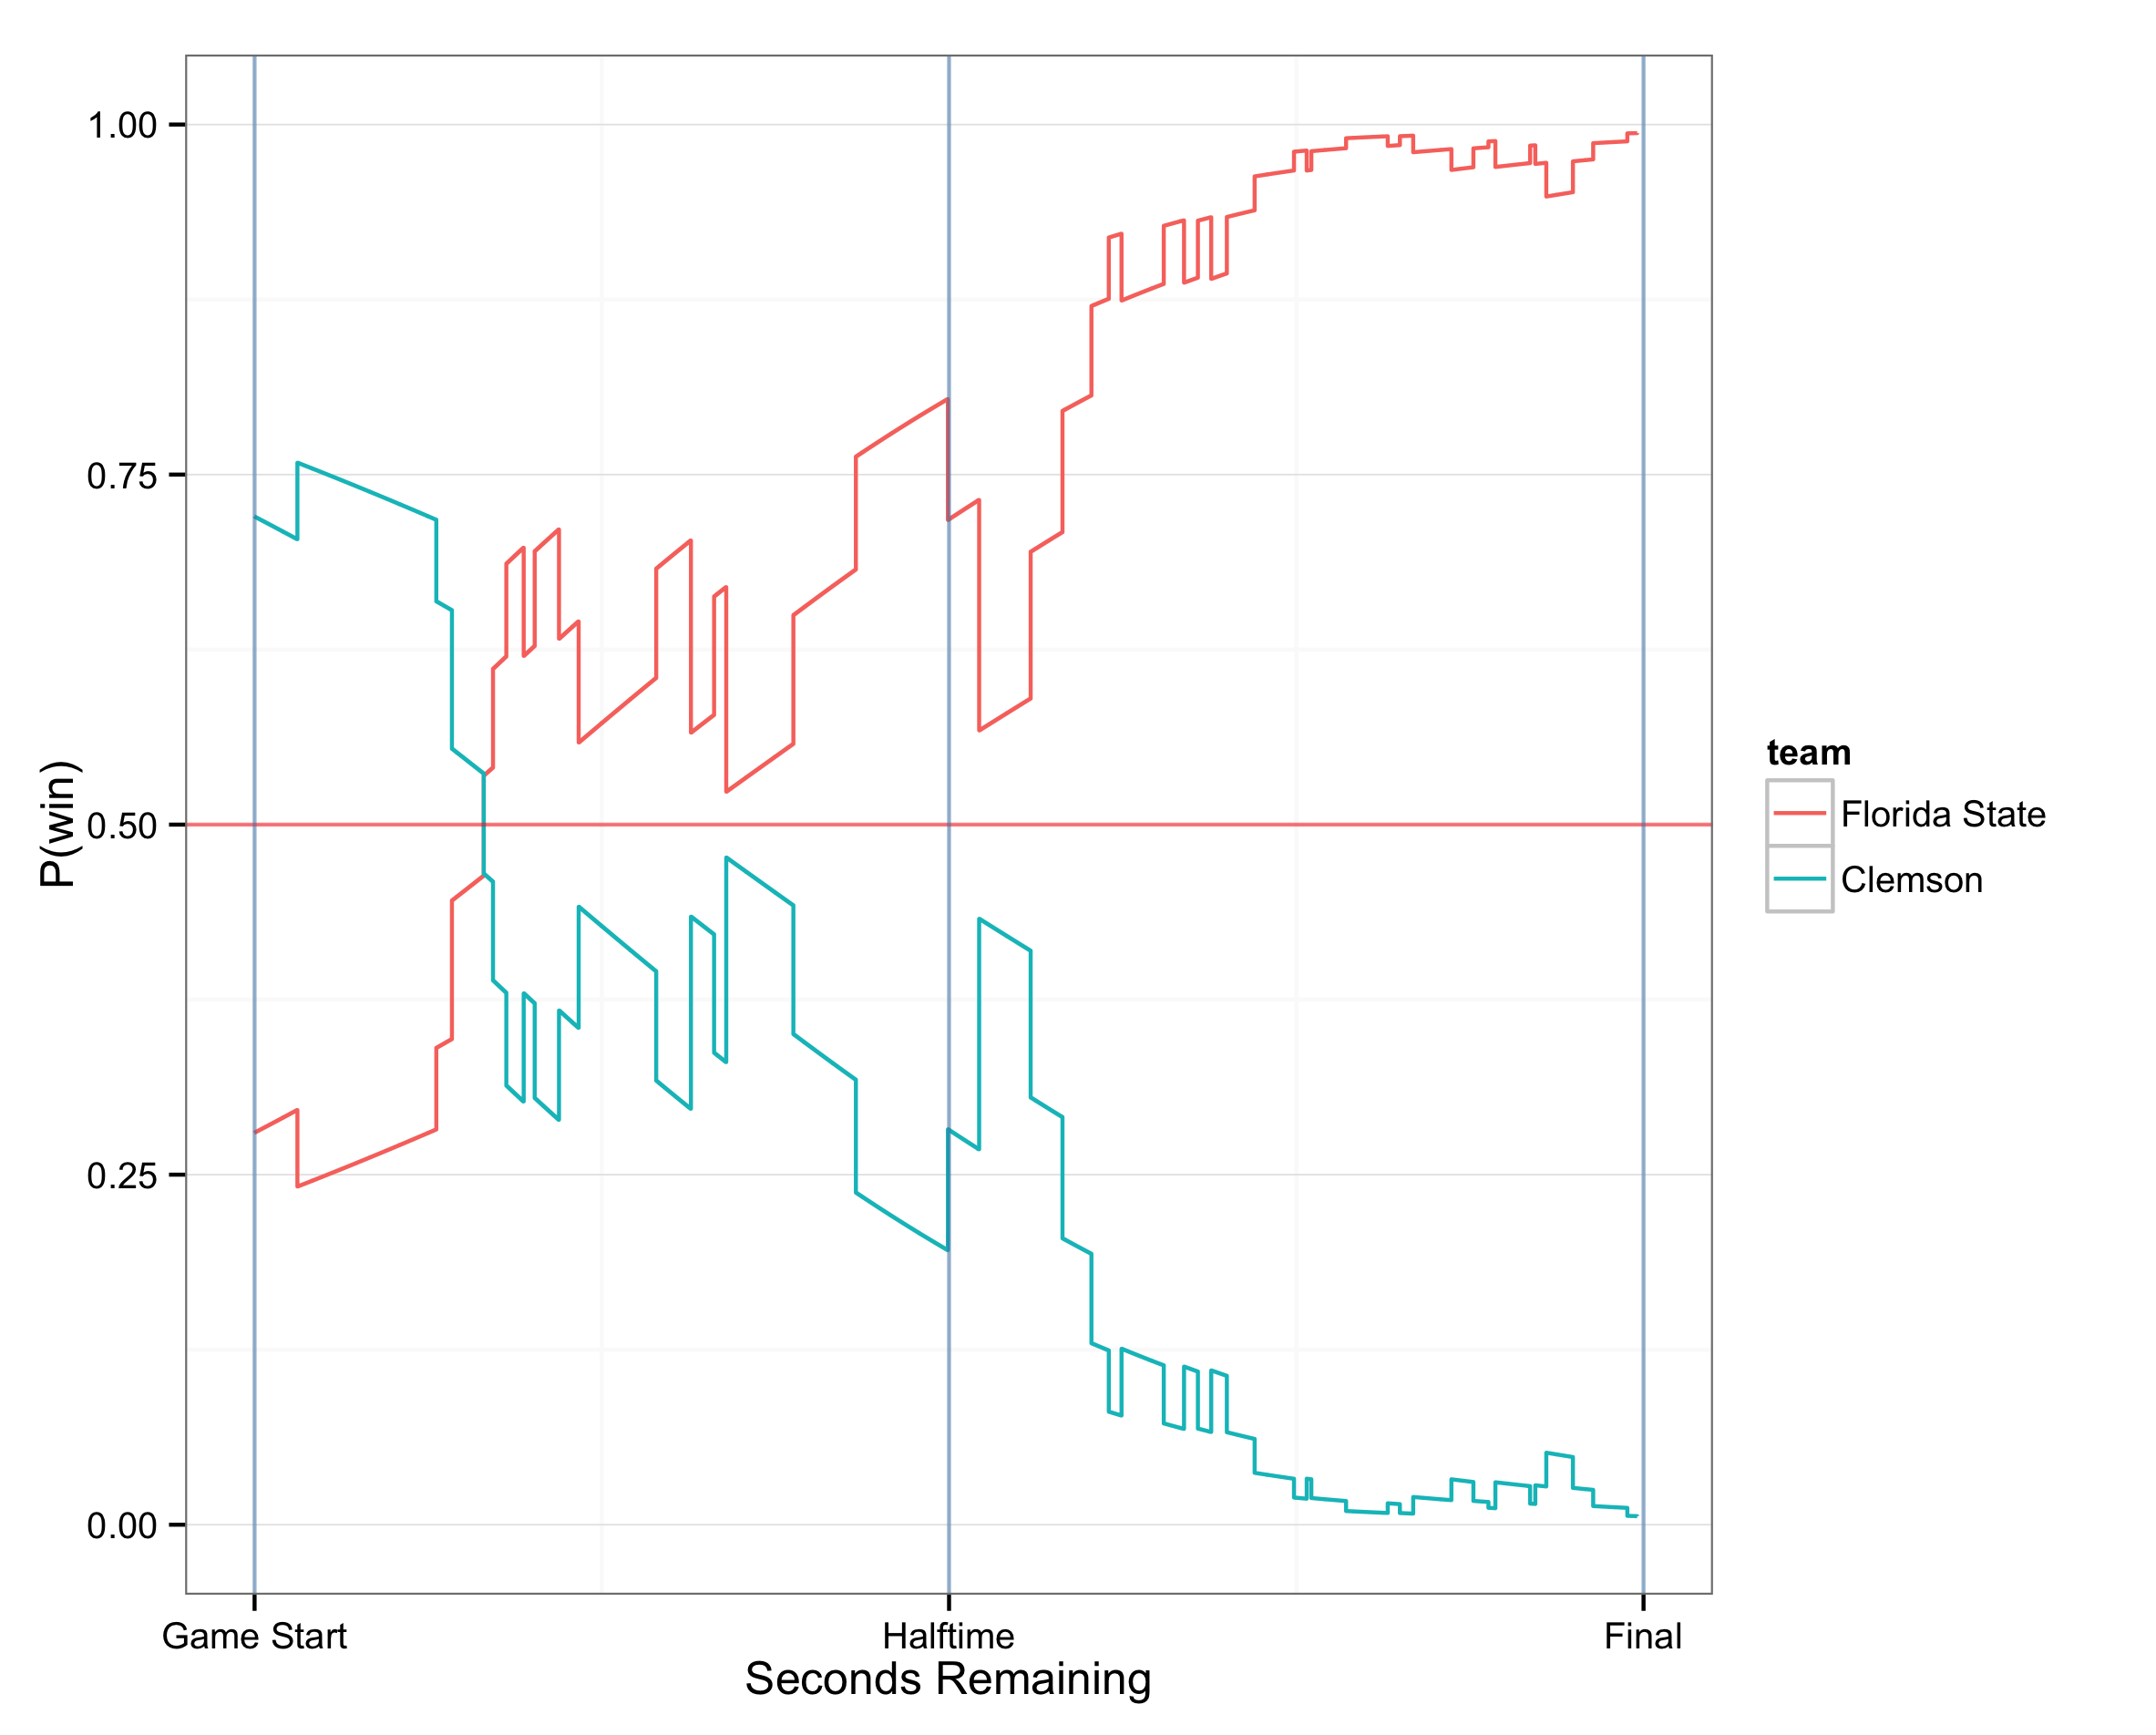 1.00
0.75
0.50
0.25
0.00
P(win)
Game Start
Halftime
Final
Seconds Remaining
team
Florida State
Clemson